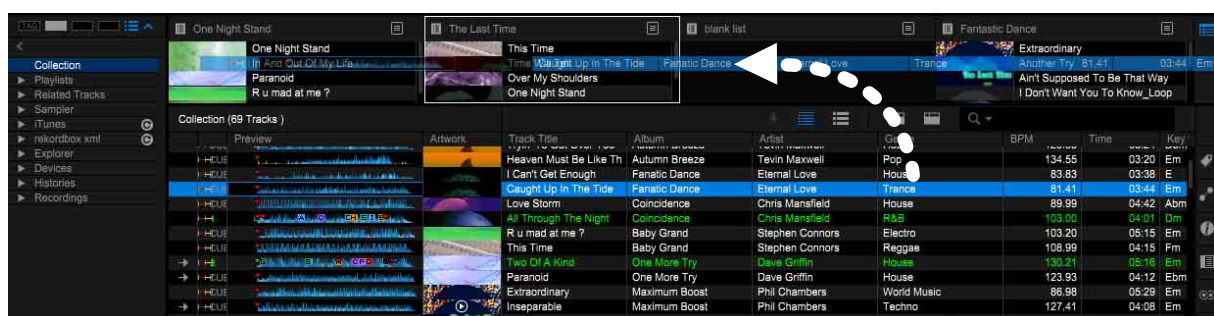 TAG
One Night Stand
The Last Time
blank list
Fantastic Dance
One Night Stand
In And Out Of My Life
Paranoid
R u mad at me ?
This Time
Caught Up In The Tide Fanatic Dance Eternal Love Trance 81.41 03:44 Em
Over My Shoulders
One Night Stand
Extraordinary
Another Try
Ain't Supposed To Be That Way
I Don't Want You To Know_Loop
Collection
Playlists
Related Tracks
Sampler
iTunes
rekordbox xml
Explorer
Devices
Histories
Recordings
Collection (69 Tracks )
Preview Artwork Track Title Album Artist Genre BPM Time Key
Heaven Must Be Like Th Autumn Breeze Tevin Maxwell Pop 134.55 03:20 Em
I Can't Get Enough Fanatic Dance Eternal Love House 83.83 03:38 E
Caught Up In The Tide Fanatic Dance Eternal Love Trance 81.41 03:44 Em
Love Storm Coincidence Chris Mansfield House 89.99 04:42 Abm
All Through The Night Coincidence Chris Mansfield R&B 103.00 04:01 Dm
R u mad at me ? Baby Grand Stephen Connors Electro 103.20 05:15 Em
This Time Baby Grand Stephen Connors Reggae 108.99 04:15 Fm
Two Of A Kind One More Try Dave Griffin House 130.21 05:16 Em
Paranoid One More Try Dave Griffin House 123.93 04:12 Ebm
Extraordinary Maximum Boost Phil Chambers World Music 86.98 05:29 Em
Inseparable Maximum Boost Phil Chambers Techno 127.41 04:08 Em